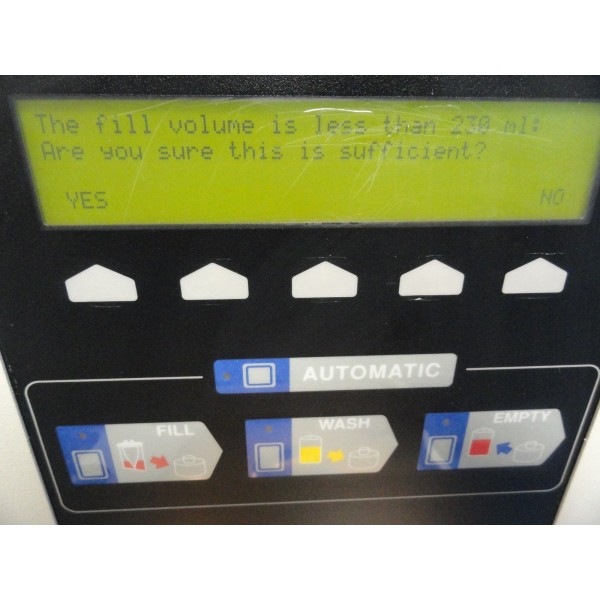 The fill volume is less than 230 ml:
Are you sure this is sufficient?
YES NO
AUTOMATIC
FILL WASH EMPTY